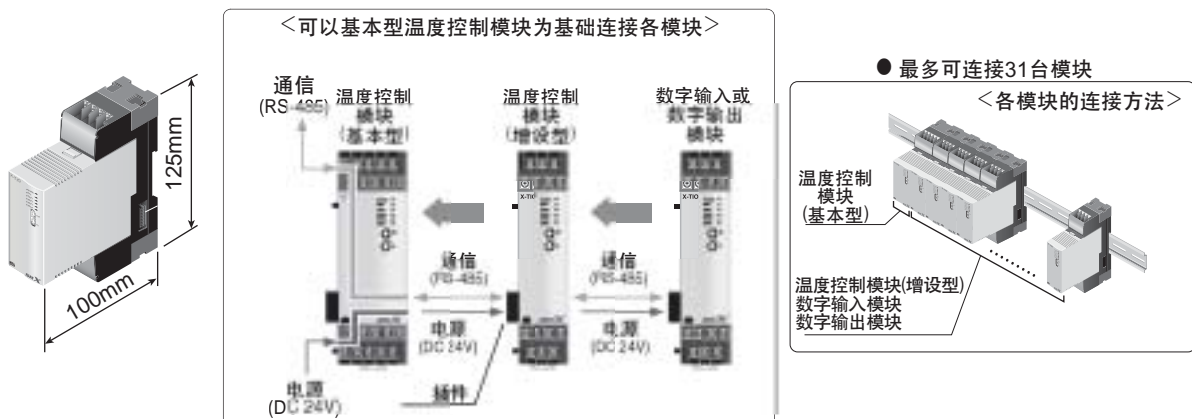 125mm
100mm
<可以基本型温度控制模块为基础连接各模块>
通信
(RS-485)
温度控制
模块
(基本型)
温度控制
模块
(增设型)
数字输入或
数字输出
模块
X-TIO
X-TIO
通信
(RS-485)
通信
(RS-485)
电源
(DC 24V)
电源
(DC 24V)
电源
(DC 24V)
插件
● 最多可连接31台模块
<各模块的连接方法>
温度控制
模块
(基本型)
温度控制模块(增设型)
数字输入模块
数字输出模块